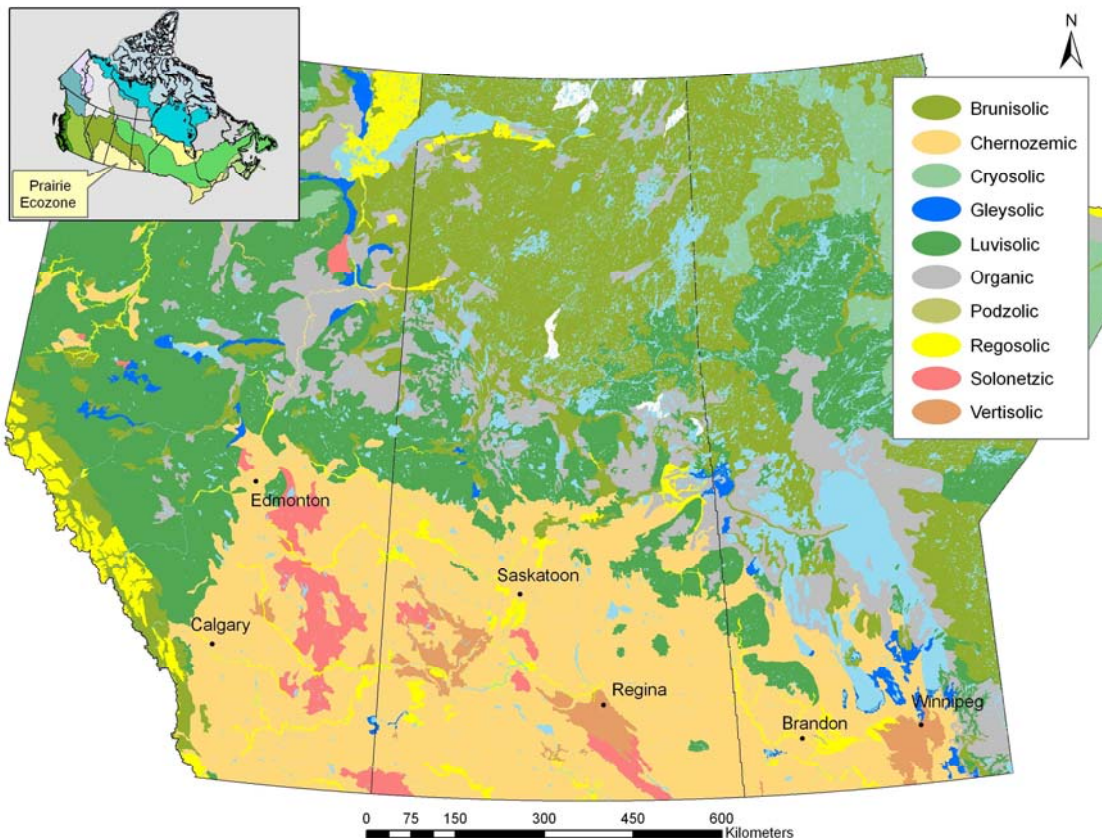 Prairie
Ecozone
N
Brunisolic
Chernozemic
Cryosolic
Gleysolic
Luvisolic
Organic
Podzolic
Regosolic
Solonetzic
Vertisolic
Edmonton
Saskatoon
Calgary
Regina
Winnipeg
Brandon
0 75 150 300 450 600
Kilometers